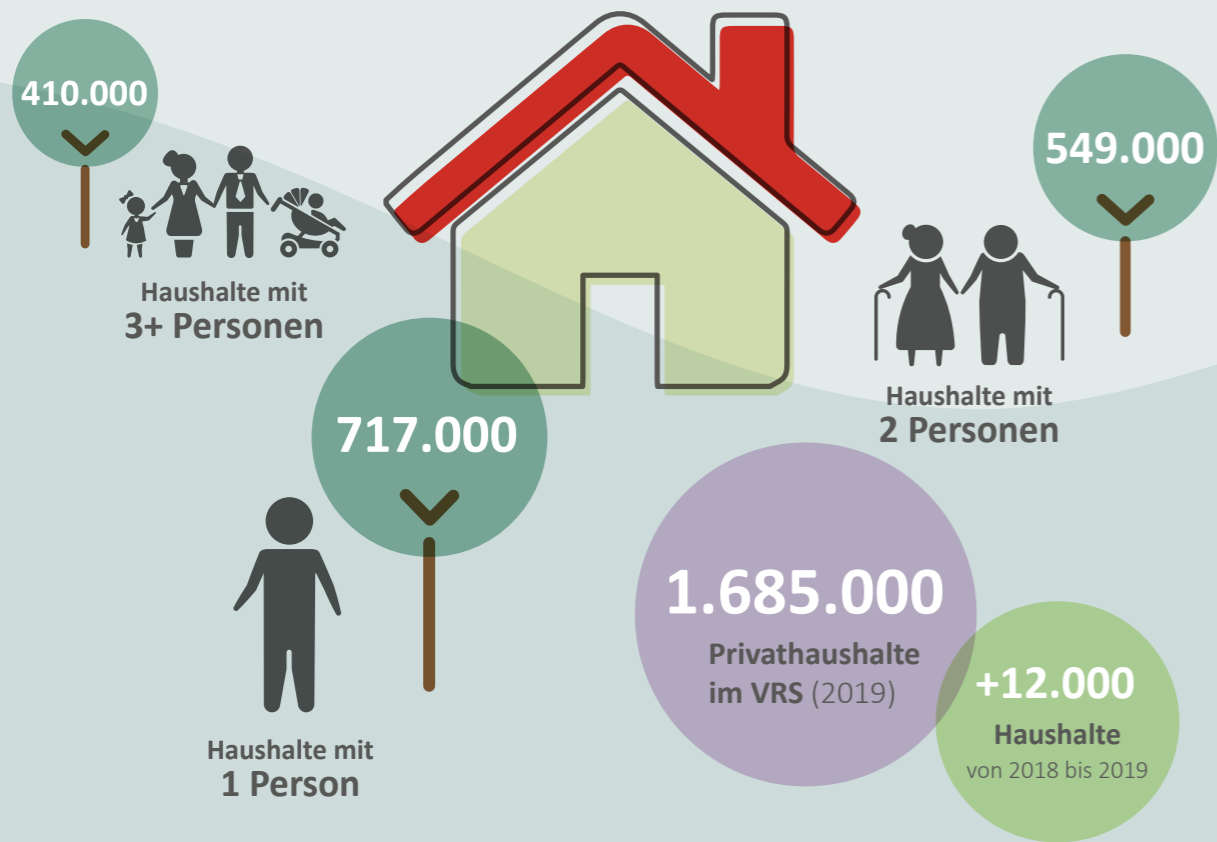 410.000
Haushalte mit
3+ Personen
549.000
Haushalte mit
2 Personen
717.000
Haushalte mit
1 Person
1.685.000
Privathaushalte
im VRS (2019)
+12.000
Haushalte
von 2018 bis 2019